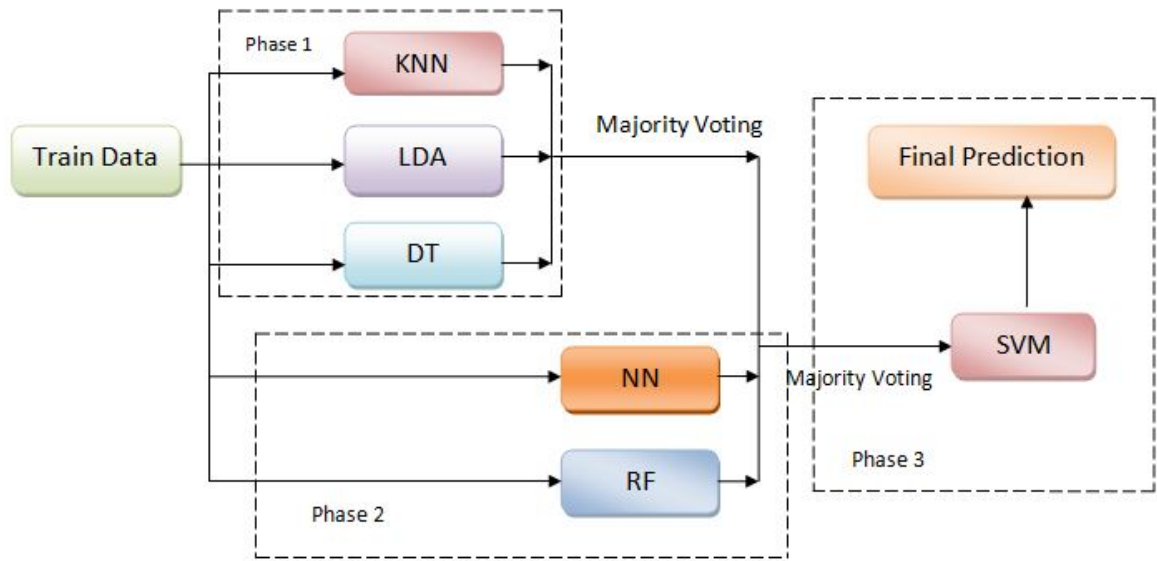 Phase 1
KNN
Train Data
LDA
DT
Majority Voting
Final Prediction
NN
RF
Phase 2
Majority Voting
SVM
Phase 3